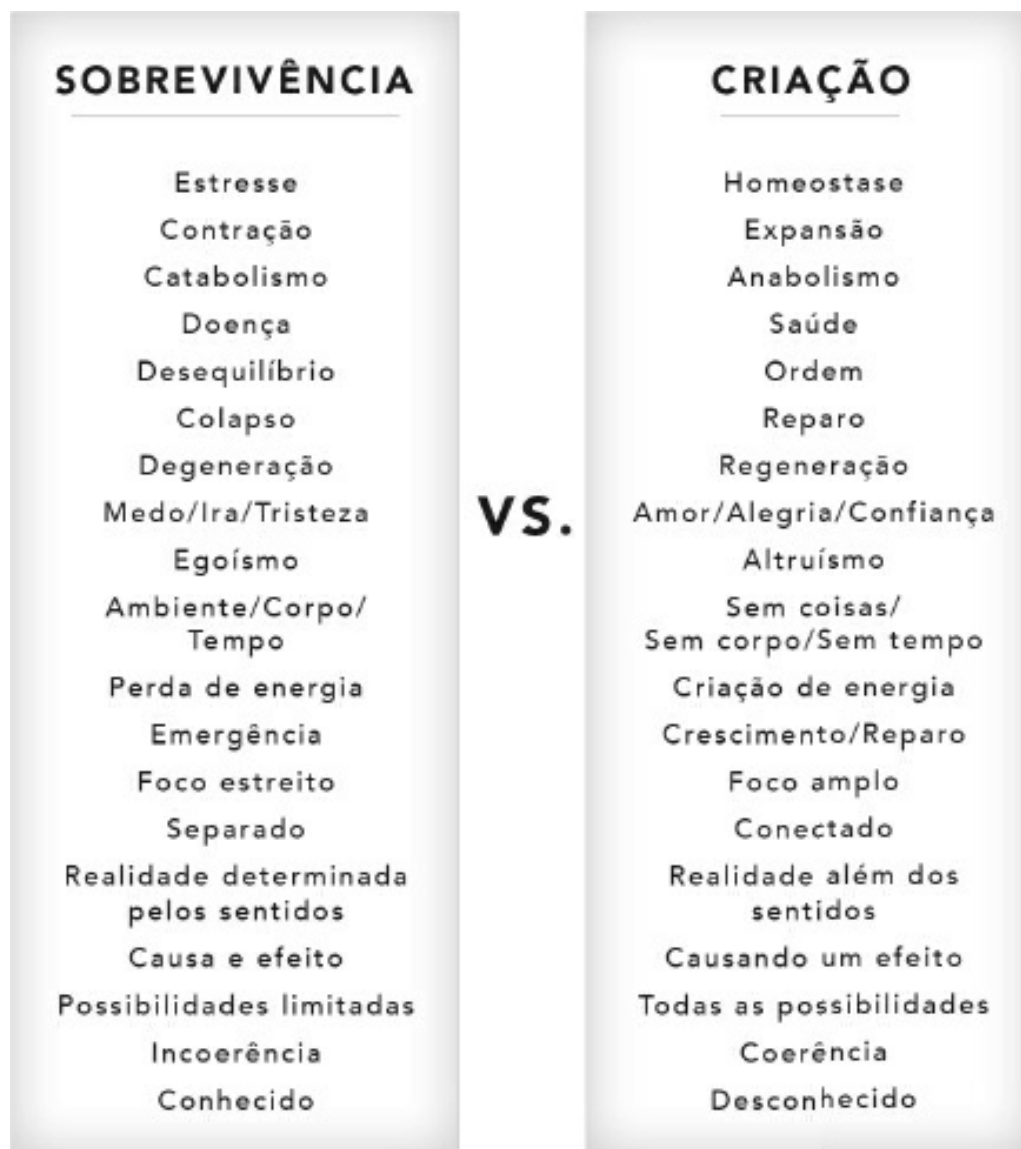 SOBREVIVÊNCIA
Estresse
Contração
Catabolismo
Doença
Desequilíbrio
Colapso
Degeneração
Medo/Ira/Tristeza
Egoísmo
Ambiente/Corpo/
Tempo
Perda de energia
Emergência
Foco estreito
Separado
Realidade determinada
pelos sentidos
Causa e efeito
Possibilidades limitadas
Incoerência
Conhecido
VS.
CRIAÇÃO
Homeostase
Expansão
Anabolismo
Saúde
Ordem
Reparo
Regeneração
Amor/Alegria/Confiança
Altruísmo
Sem coisas/
Sem corpo/Sem tempo
Criação de energia
Crescimento/Reparo
Foco amplo
Conectado
Realidade além dos
sentidos
Causando um efeito
Todas as possibilidades
Coerência
Desconhecido